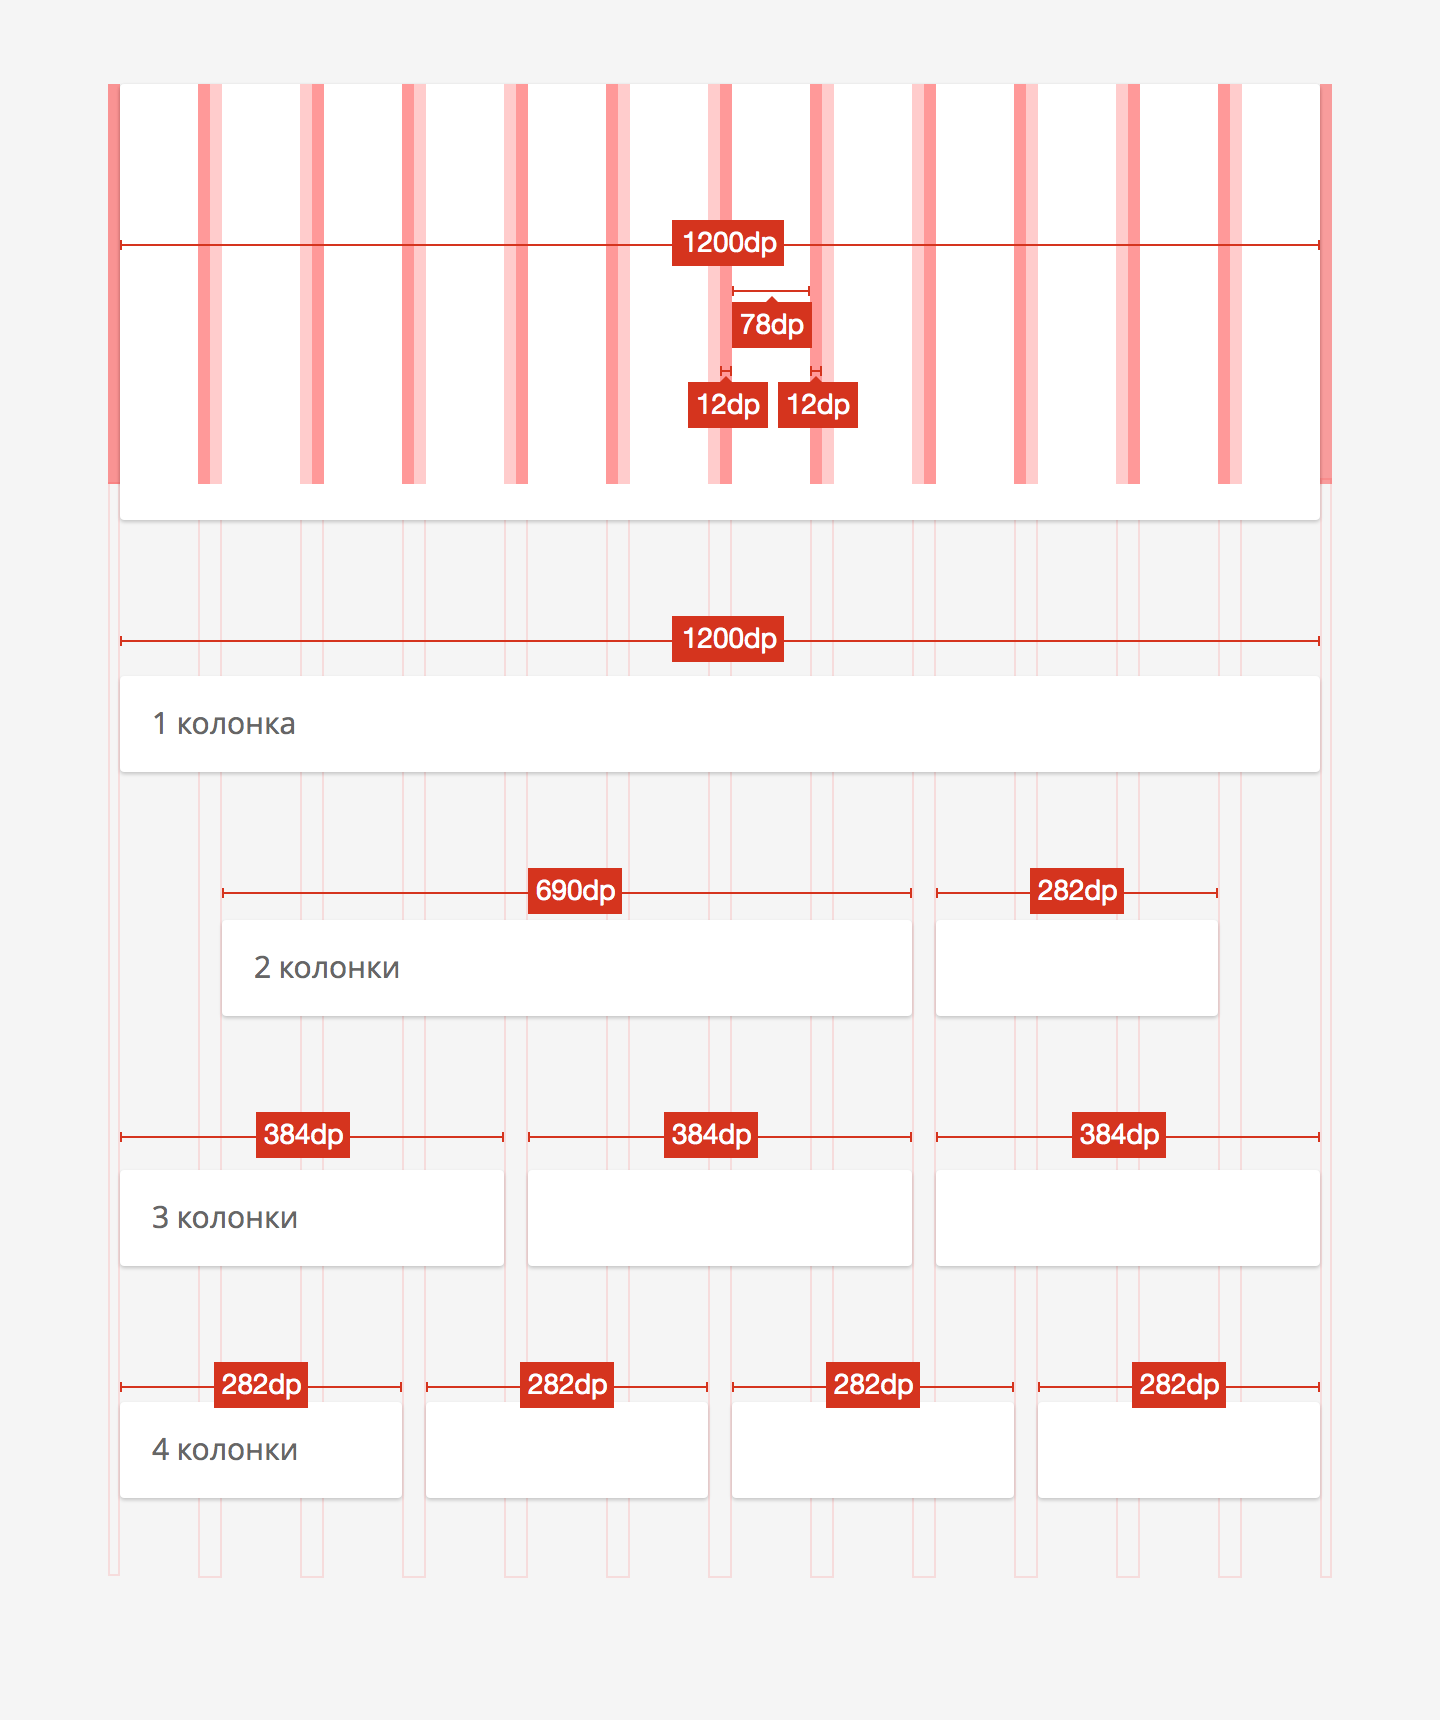 1200dp
78dp
12dp 12dp
1200dp
1 колонка
690dp 282dp
2 колонки
384dp 384dp 384dp
3 колонки
282dp 282dp 282dp 282dp
4 колонки